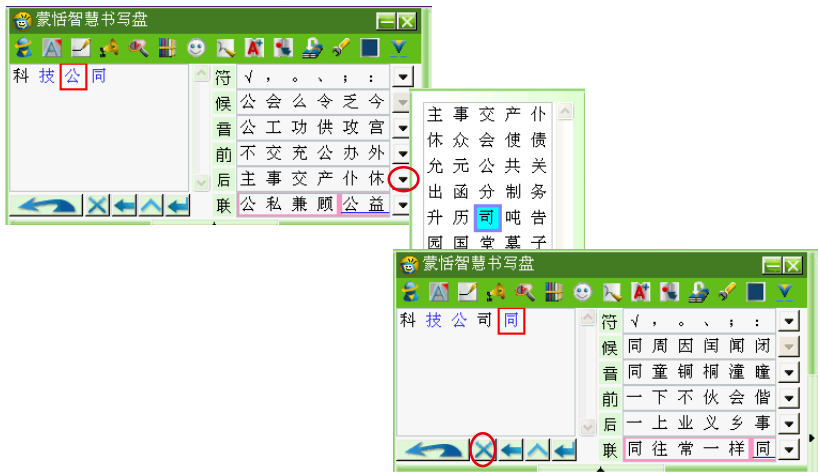 蒙恬智慧书写盘
科 技 公 同
符 √ ， 。 、 ； ：
候 公 会 么 令 乏 今
音 公 工 功 供 攻 宫
前 不 交 充 公 办 外
后 主 事 交 产 仆 休
联 公 私 兼 顾 公 益
主 事 交 产 仆
休 众 会 使 债
允 元 公 共 关
出 函 分 制 务
升 历 司 吨 告
园 国 堂 墓 子
蒙恬智慧书写盘
科 技 公 司 同
符 √ ， 。 、 ； ：
候 同 周 因 闰 闻 闭
音 同 童 铜 桐 潼 瞳
前 一 下 不 伙 会 偕
后 一 上 业 义 乡 事
联 同 往 常 一 样 同